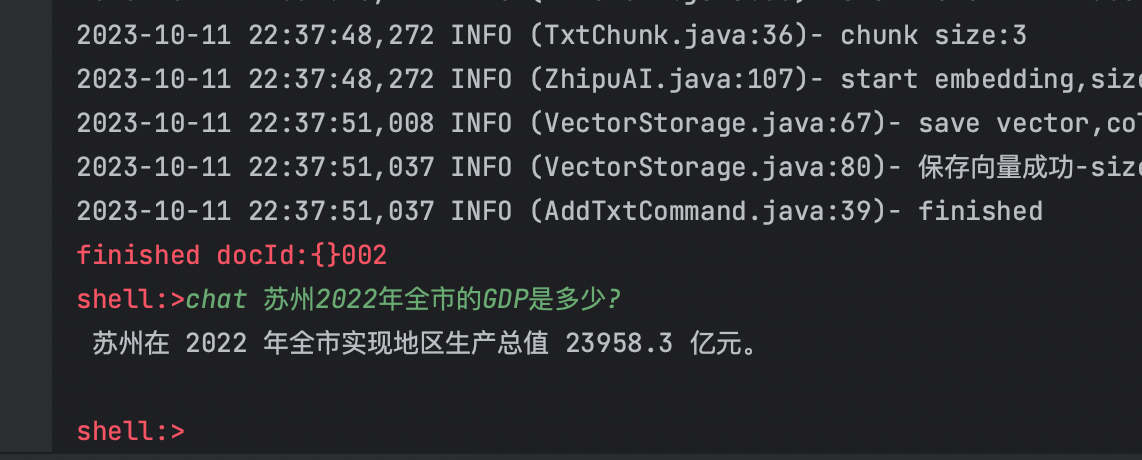 2023-10-11 22:37:48,272 INFO (TxtChunk.java:36)- chunk size:3
2023-10-11 22:37:48,272 INFO (ZhipuAI.java:107)- start embedding,size
2023-10-11 22:37:51,008 INFO (VectorStorage.java:67)- save vector,col
2023-10-11 22:37:51,037 INFO (VectorStorage.java:80)- 保存向量成功-size
2023-10-11 22:37:51,037 INFO (AddTxtCommand.java:39)- finished
finished docId:{}002
shell:>chat 苏州2022年全市的GDP是多少?
苏州在 2022 年全市实现地区生产总值 23958.3 亿元。
shell:>